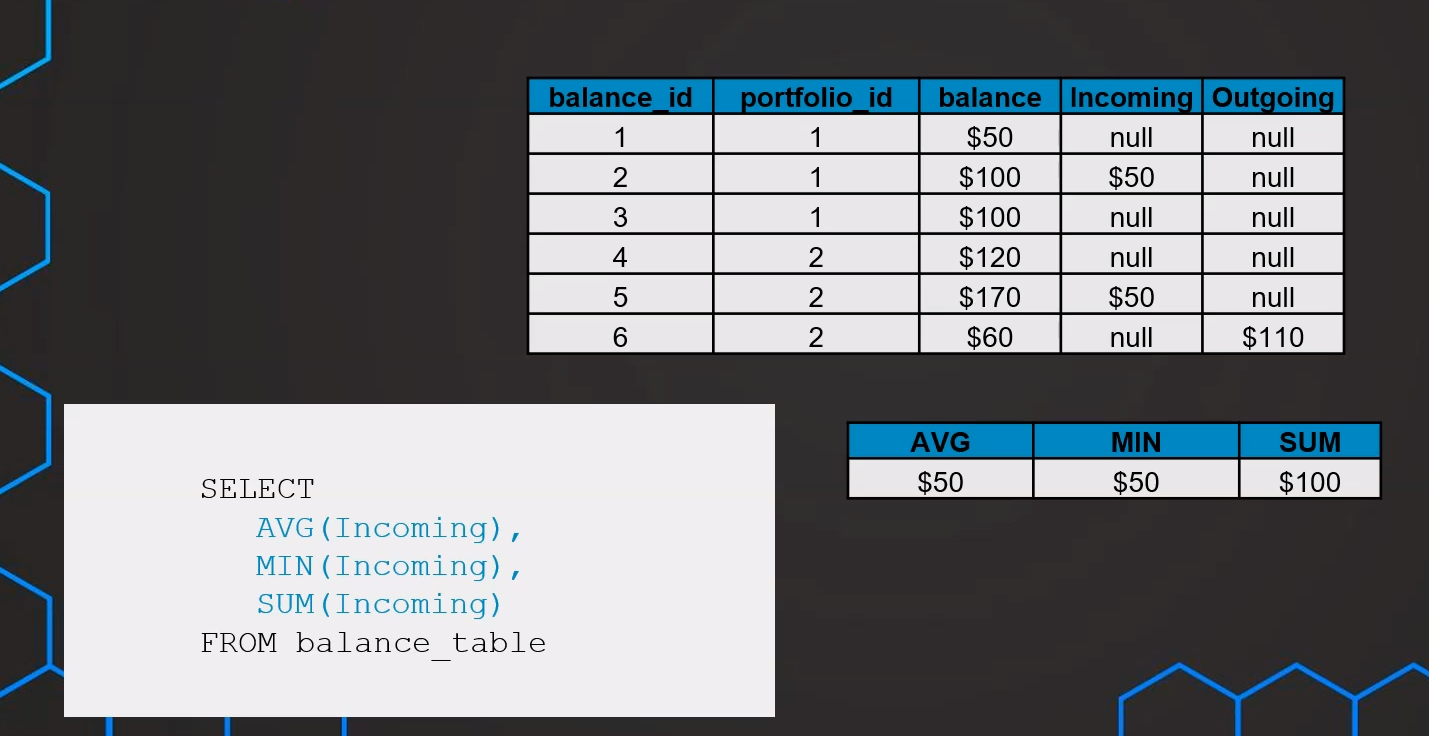 balance_id portfolio_id balance Incoming Outgoing
1 1 $50 null null
2 1 $100 $50 null
3 1 $100 null null
4 2 $120 null null
5 2 $170 $50 null
6 2 $60 null $110
AVG MIN SUM
$50 $50 $100
SELECT
AVG(Incoming),
MIN(Incoming),
SUM(Incoming)
FROM balance_table